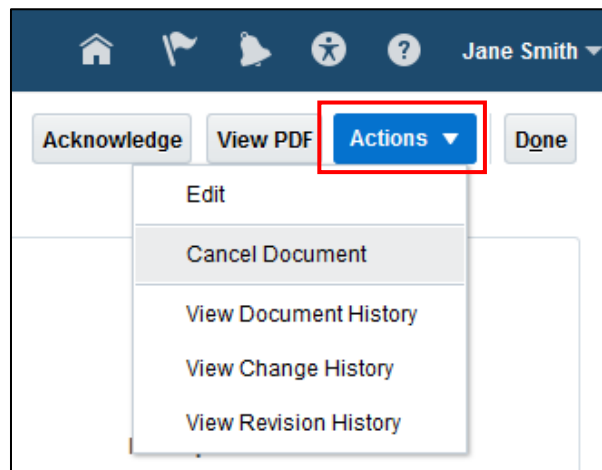 Jane Smith
Acknowledge View PDF Actions Done
Edit
Cancel Document
View Document History
View Change History
View Revision History